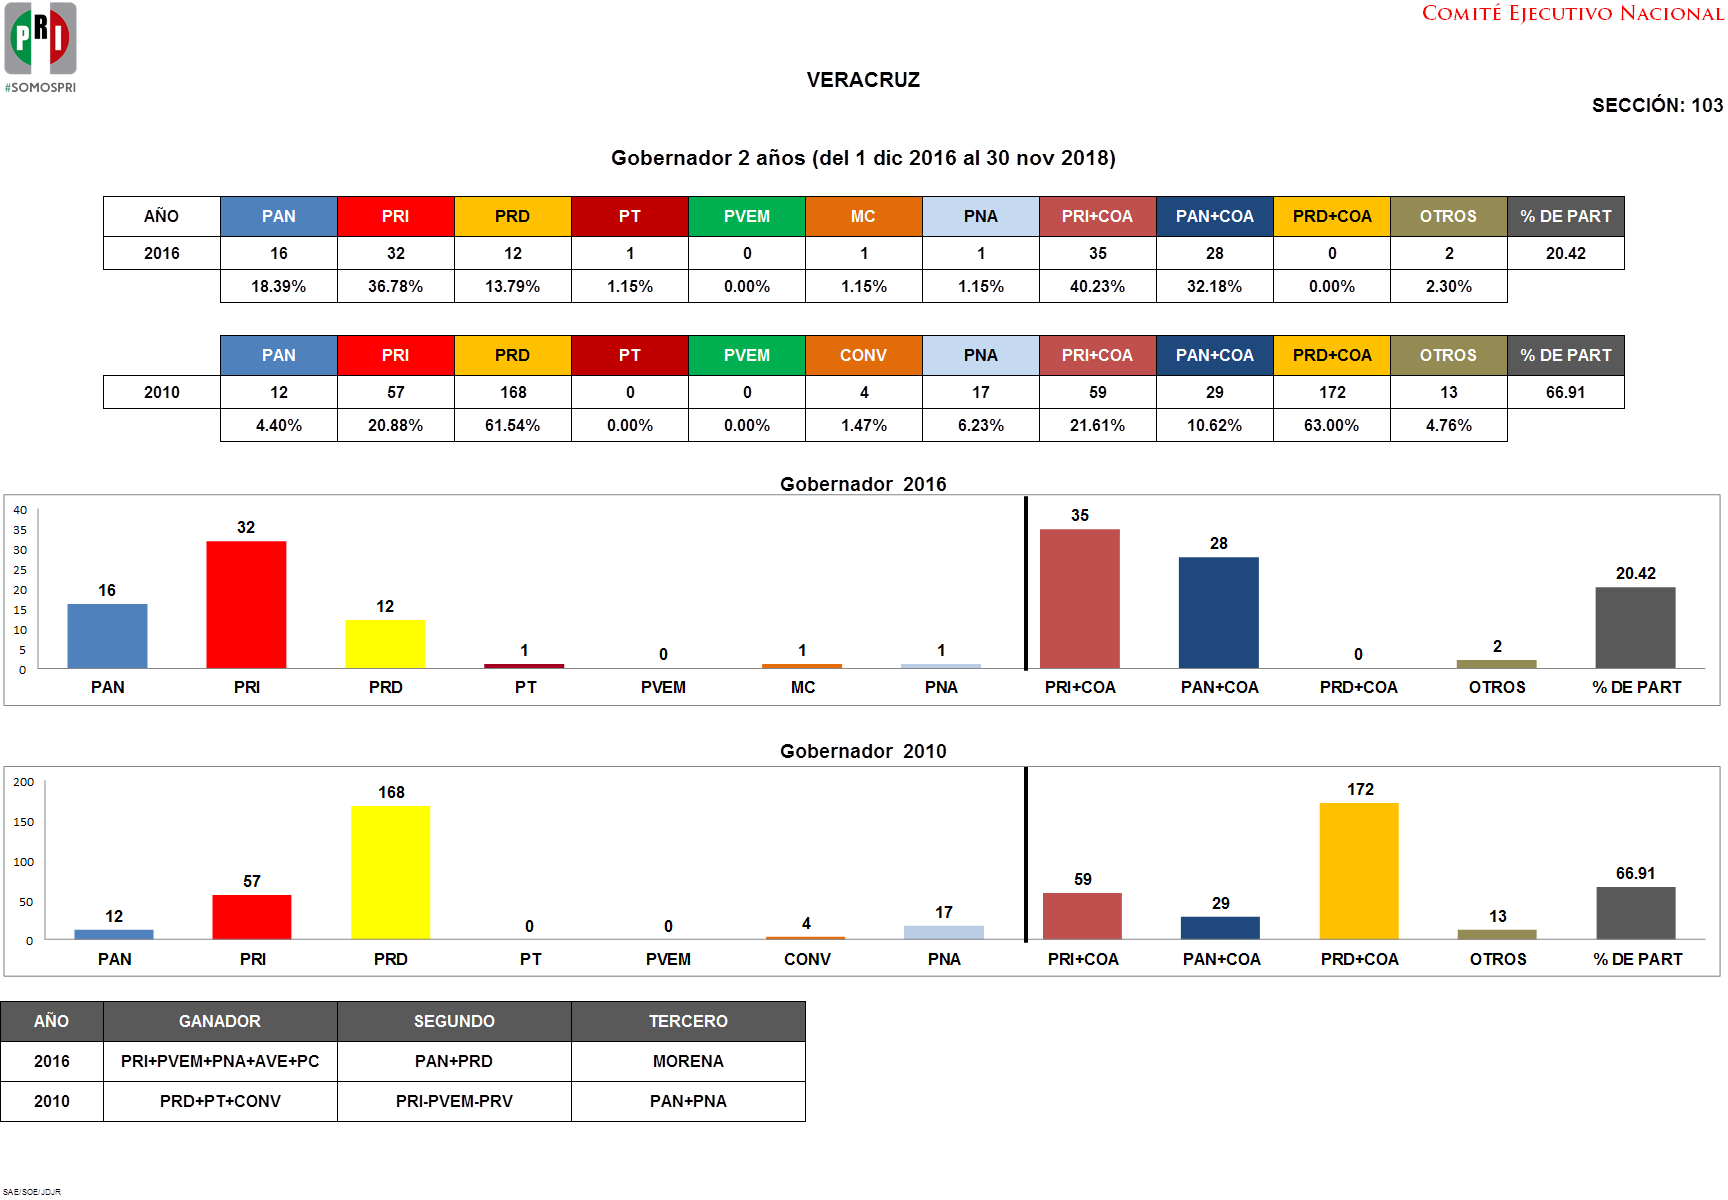 PRI
#SOMOSPRI
COMITÉ EJECUTIVO NACIONAL
VERACRUZ
SECCIÓN: 103
Gobernador 2 años (del 1 dic 2016 al 30 nov 2018)
AÑO PAN PRI PRD PT PVEM MC PNA PRI+COA PAN+COA PRD+COA OTROS % DE PART
2016 16 32 12 1 0 1 1 35 28 0 2 20.42
18.39% 36.78% 13.79% 1.15% 0.00% 1.15% 1.15% 40.23% 32.18% 0.00% 2.30%
PAN PRI PRD PT PVEM CONV PNA PRI+COA PAN+COA PRD+COA OTROS % DE PART
2010 12 57 168 0 0 4 17 59 29 172 13 66.91
4.40% 20.88% 61.54% 0.00% 0.00% 1.47% 6.23% 21.61% 10.62% 63.00% 4.76%
Gobernador 2016
40
35
30
25
20
15
10
5
0
16 32 12 1 0 1 1 35 28 0 2 20.42
PAN PRI PRD PT PVEM MC PNA PRI+COA PAN+COA PRD+COA OTROS % DE PART
Gobernador 2010
200
150
100
50
0
12 57 168 0 0 4 17 59 29 172 13 66.91
PAN PRI PRD PT PVEM CONV PNA PRI+COA PAN+COA PRD+COA OTROS % DE PART
AÑO GANADOR SEGUNDO TERCERO
2016 PRI+PVEM+PNA+AVE+PC PAN+PRD MORENA
2010 PRD+PT+CONV PRI-PVEM-PRV PAN+PNA
SAE/SOE/JDJR